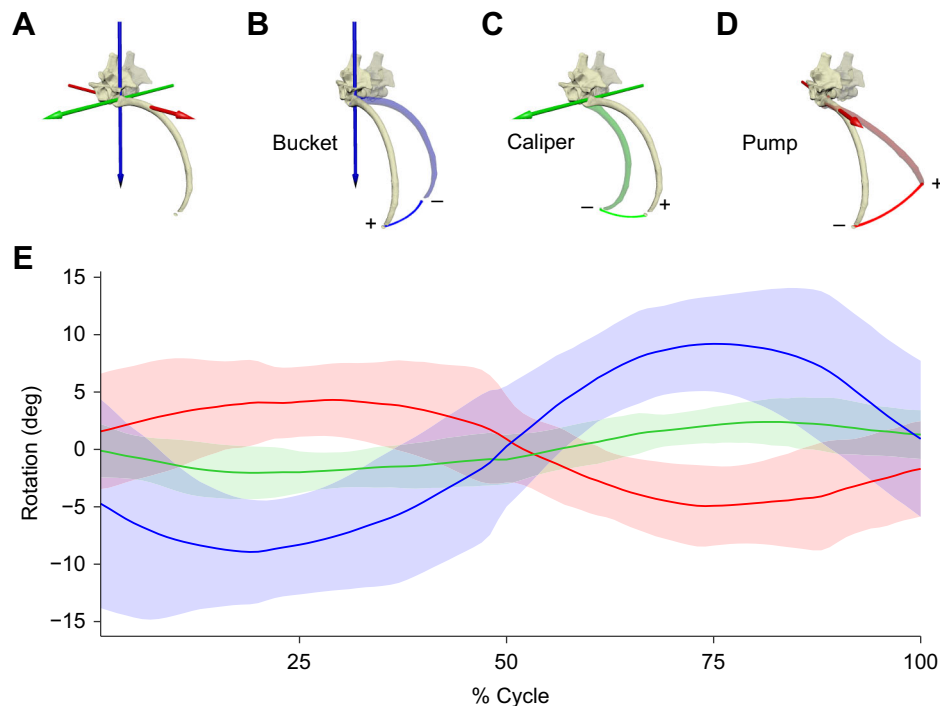 A
B
C
D
Bucket
Caliper
Pump
+
−
−
+
+
−
E
15
10
5
0
−5
−10
−15
Rotation (deg)
25
50
75
100
% Cycle